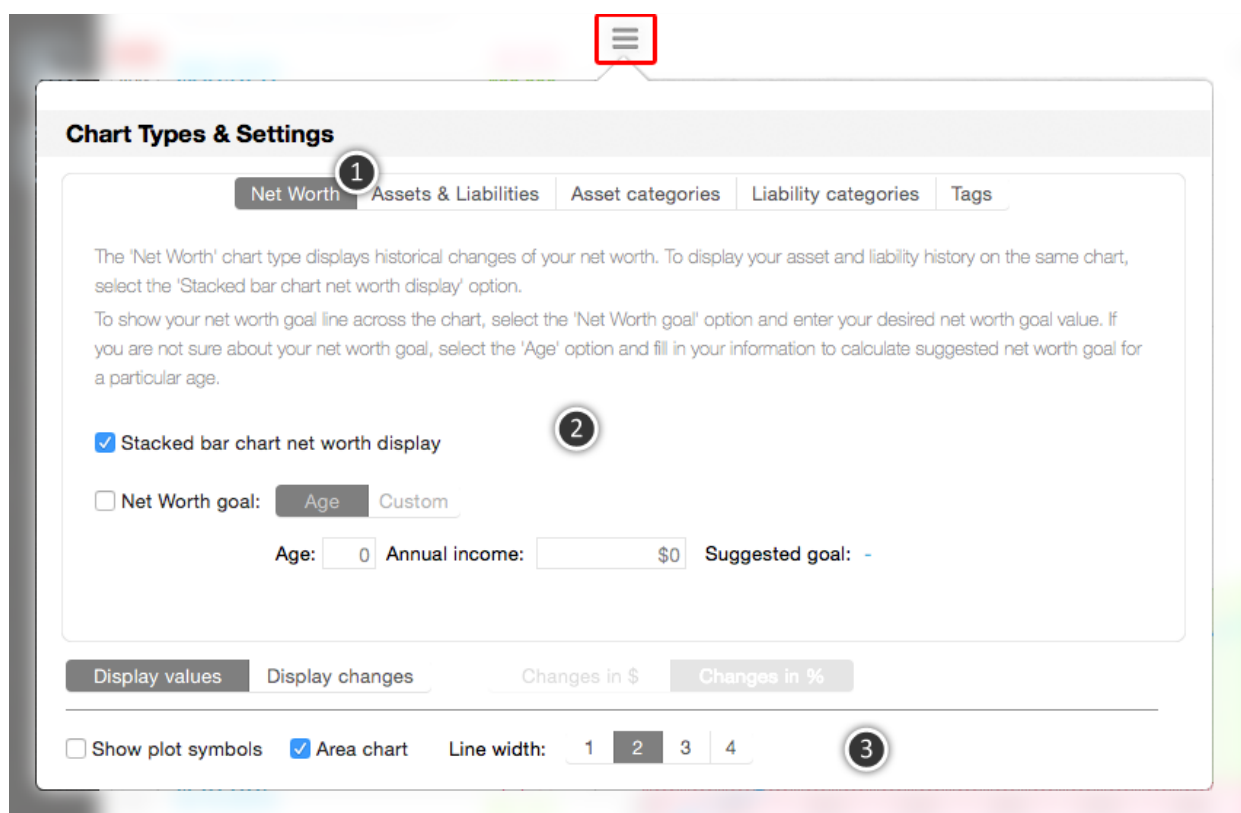 Chart Types & Settings
1
Net Worth Assets & Liabilities Asset categories Liability categories Tags
The 'Net Worth' chart type displays historical changes of your net worth. To display your asset and liability history on the same chart,
select the 'Stacked bar chart net worth display' option.
To show your net worth goal line across the chart, select the 'Net Worth goal' option and enter your desired net worth goal value. If
you are not sure about your net worth goal, select the 'Age' option and fill in your information to calculate suggested net worth goal for
a particular age.
2
Stacked bar chart net worth display
Net Worth goal: Age Custom
Age: 0 Annual income: $0 Suggested goal: -
Display values Display changes Changes in $ Changes in %
Show plot symbols Area chart Line width: 1 2 3 4 3